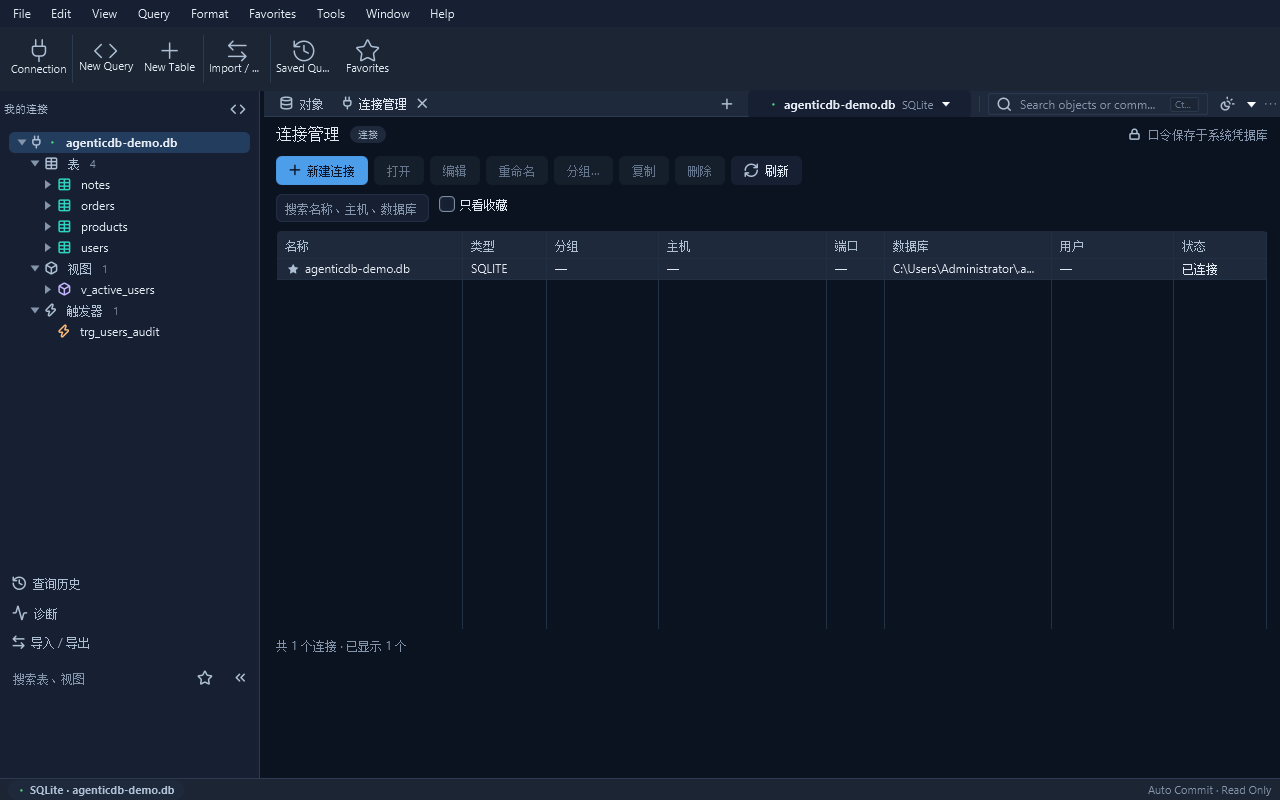 File Edit View Query Format Favorites Tools Window Help
Connection New Query New Table Import / ... Saved Qu... Favorites
我的连接
agenticdb-demo.db
表 4
notes
orders
products
users
视图 1
v_active_users
触发器 1
trg_users_audit
查询历史
诊断
导入 / 导出
搜索表、视图
对象 连接管理 agenticdb-demo.db SQLite Search objects or comm... Ct...
连接管理 连接 口令保存于系统凭据库
新建连接 打开 编辑 重命名 分组... 复制 删除 刷新
搜索名称、主机、数据库 只看收藏
名称 类型 分组 主机 端口 数据库 用户 状态
agenticdb-demo.db SQLITE — — — C:\Users\Administrator\.a... — 已连接
共 1 个连接 · 已显示 1 个
SQLite · agenticdb-demo.db Auto Commit · Read Only